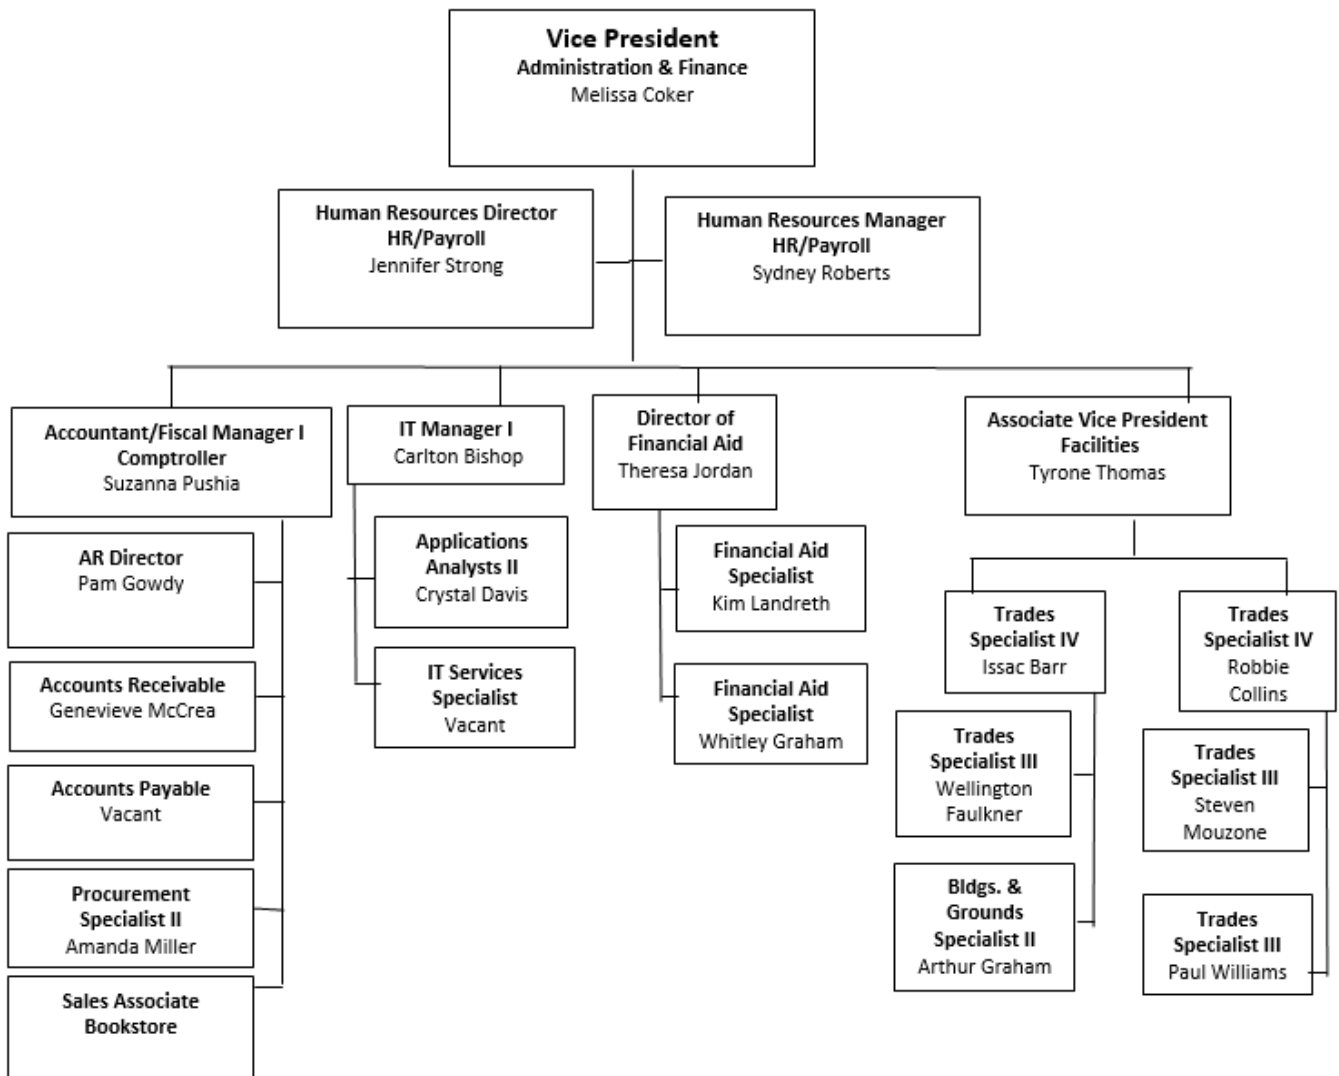 Vice President
Administration & Finance
Melissa Coker
Human Resources Director
HR/Payroll
Jennifer Strong
Human Resources Manager
HR/Payroll
Sydney Roberts
Accountant/Fiscal Manager I
Comptroller
Suzanna Pushia
IT Manager I
Carlton Bishop
Director of
Financial Aid
Theresa Jordan
Associate Vice President
Facilities
Tyrone Thomas
AR Director
Pam Gowdy
Accounts Receivable
Genevieve McCrea
Accounts Payable
Vacant
Procurement
Specialist II
Amanda Miller
Sales Associate
Bookstore
Applications
Analysts II
Crystal Davis
IT Services
Specialist
Vacant
Financial Aid
Specialist
Kim Landreth
Financial Aid
Specialist
Whitley Graham
Trades
Specialist IV
Issac Barr
Trades
Specialist III
Wellington
Faulkner
Bldgs. &
Grounds
Specialist II
Arthur Graham
Trades
Specialist IV
Robbie
Collins
Trades
Specialist III
Steven
Mouzone
Trades
Specialist III
Paul Williams